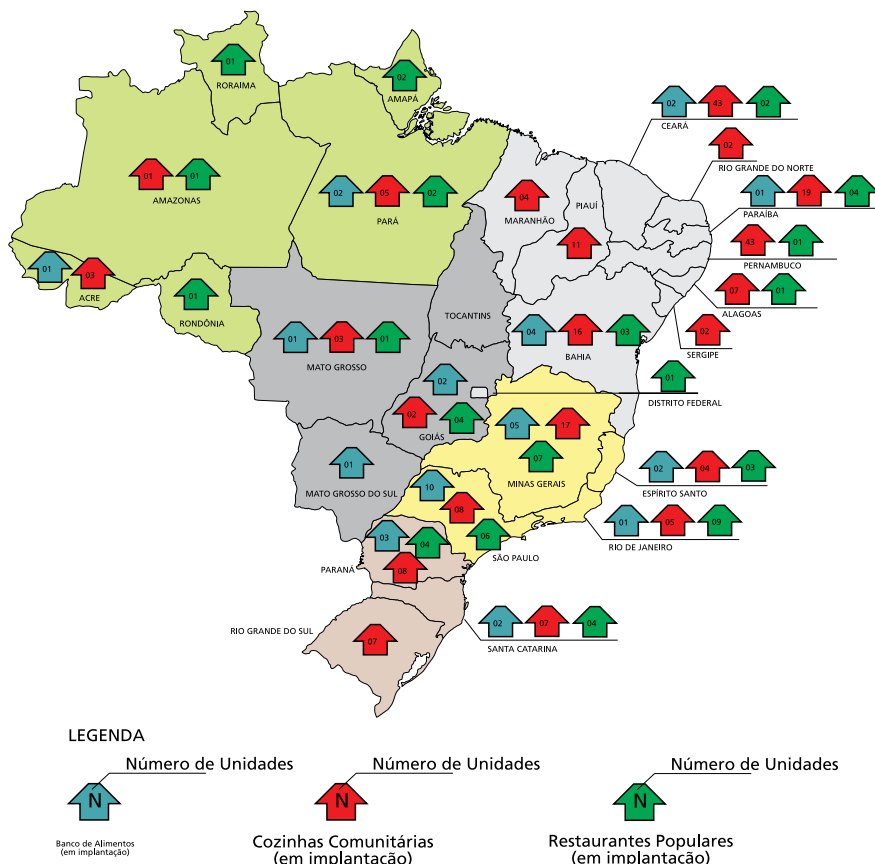 01
RORAIMA
02
AMAPÁ
02 43 02
CEARÁ
02
RIO GRANDE DO NORTE
01 01
AMAZONAS
02 05 02
PARÁ
04
MARANHÃO
PIAUÍ
11
01 19 04
PARAÍBA
43 01
PERNAMBUCO
01 03
ACRE
01
RONDÔNIA
07 01
ALAGOAS
TOCANTINS
01 03 01
MATO GROSSO
04 16 03
BAHIA
02
SERGIPE
01
DISTRITO FEDERAL
02
02 04
GOIÁS
05 17
07
MINAS GERAIS
01
MATO GROSSO DO SUL
02 04 03
ESPÍRITO SANTO
10
08
06
SÃO PAULO
01 05 09
RIO DE JANEIRO
03 04
08
PARANÁ
02 07 04
SANTA CATARINA
RIO GRANDE DO SUL
07
LEGENDA
Número de Unidades
N
Banco de Alimentos
(em implantação)
Número de Unidades
N
Cozinhas Comunitárias
(em implantação)
Número de Unidades
N
Restaurantes Populares
(em implantação)